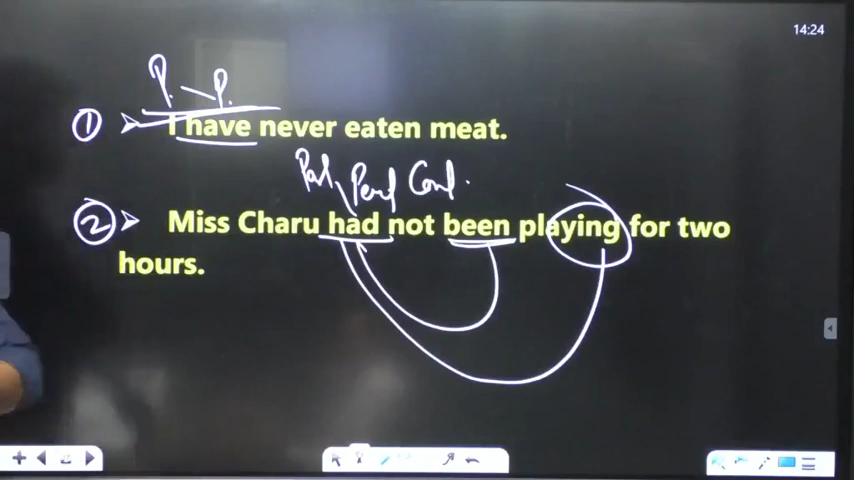 14:24
P. P.
① ➤ I have never eaten meat.
Past Perf Cont.
② ➤ Miss Charu had not been playing for two
hours.